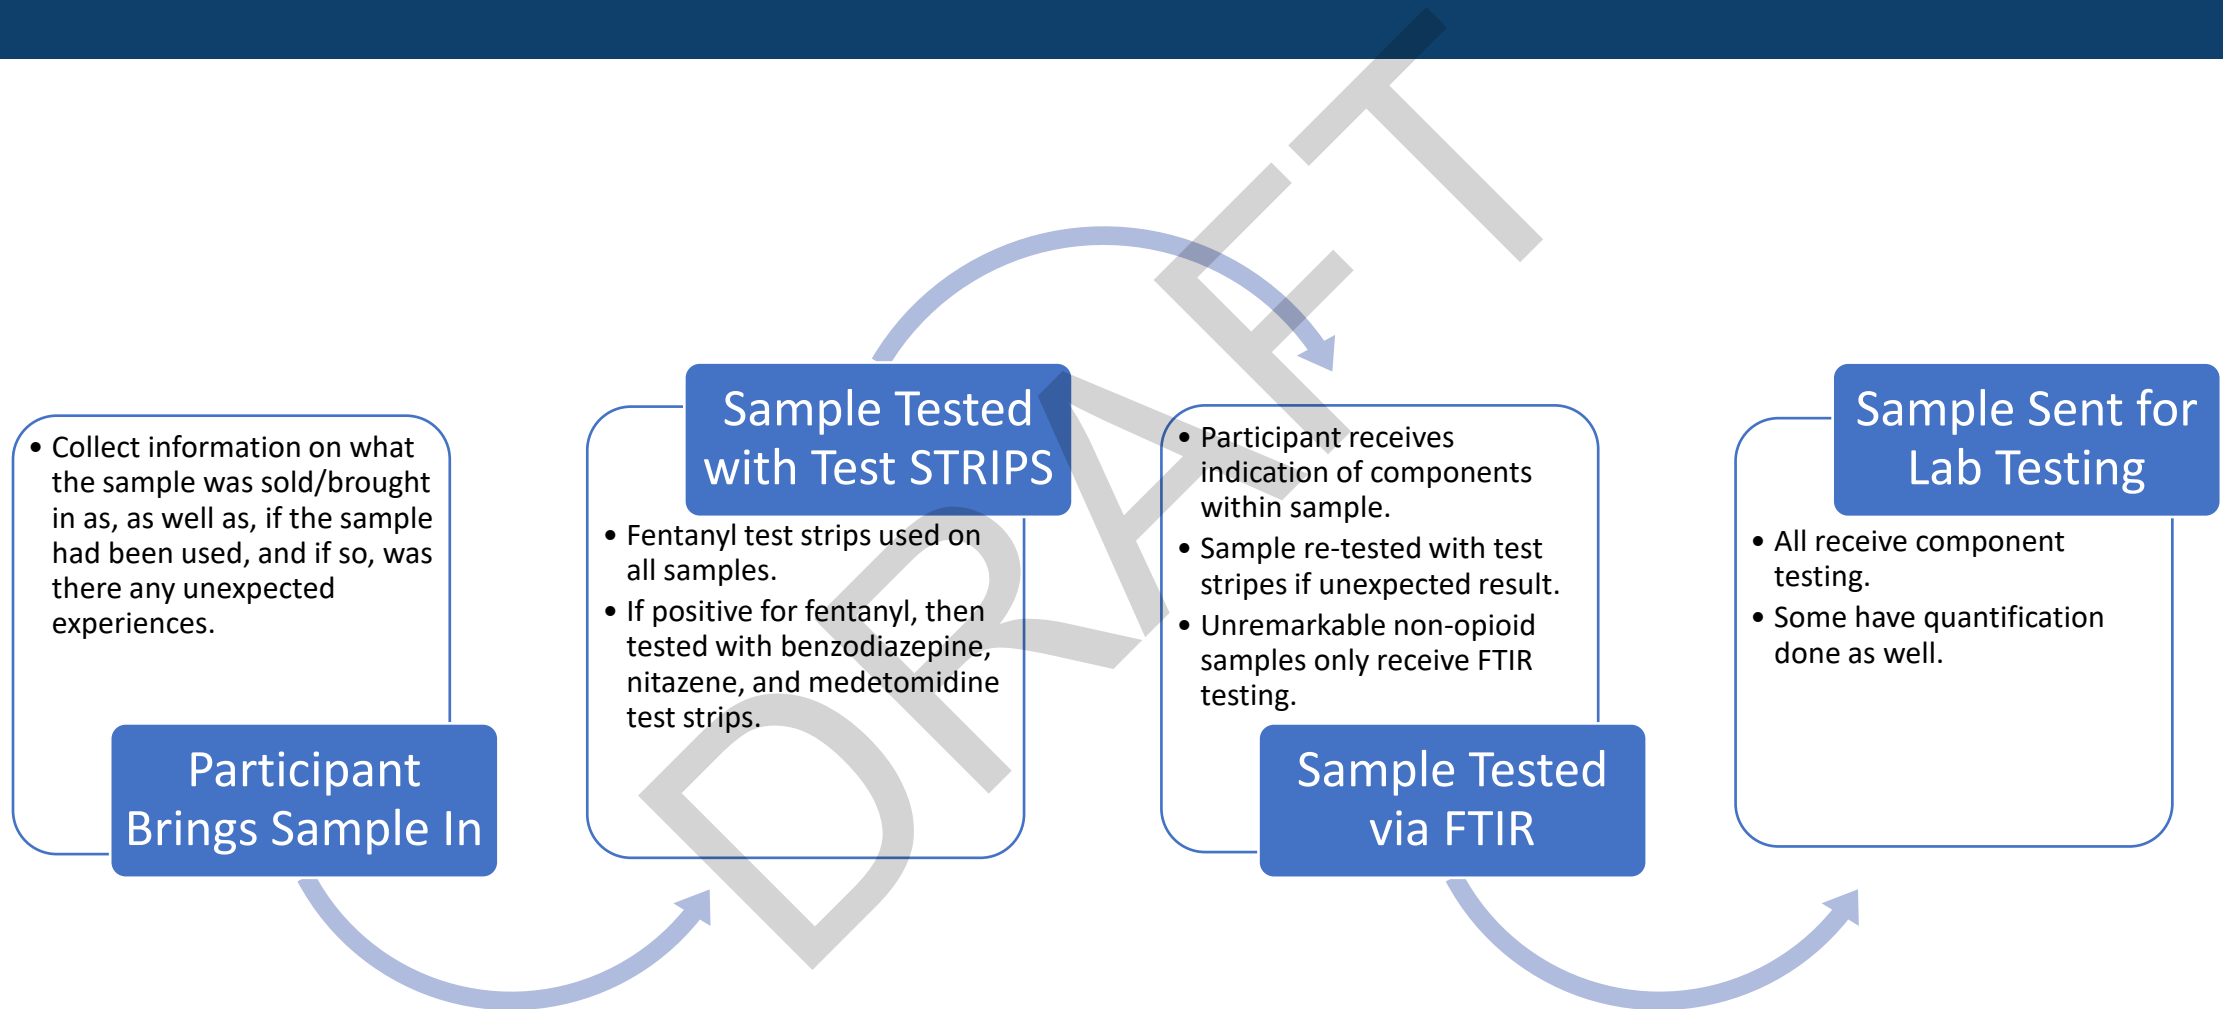 • Collect information on what
the sample was sold/brought
in as, as well as, if the sample
had been used, and if so, was
there any unexpected
experiences.
Participant
Brings Sample In
Sample Tested
with Test STRIPS
• Fentanyl test strips used on
all samples.
• If positive for fentanyl, then
tested with benzodiazepine,
nitazene, and medetomidine
test strips.
• Participant receives
indication of components
within sample.
• Sample re-tested with test
stripes if unexpected result.
• Unremarkable non-opioid
samples only receive FTIR
testing.
Sample Tested
via FTIR
Sample Sent for
Lab Testing
• All receive component
testing.
• Some have quantification
done as well.
DRAFT